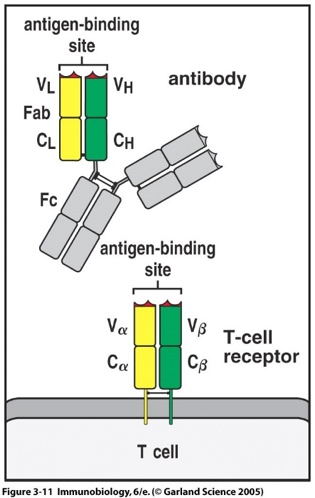 antigen-binding
site
VL
VH
antibody
Fab
CL
CH
Fc
antigen-binding
site
Vα
Vβ
T-cell
receptor
Cα
Cβ
T cell
Figure 3-11 Immunobiology, 6/e. (© Garland Science 2005)